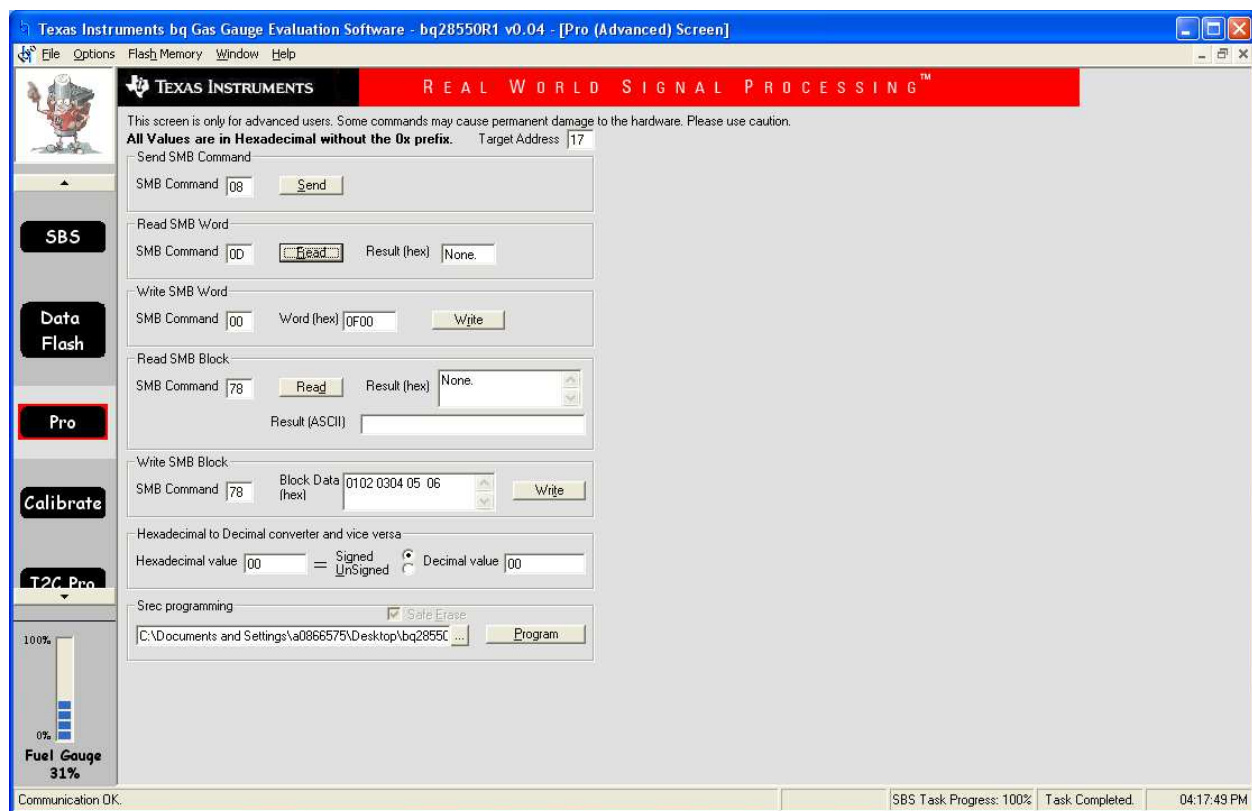 Texas Instruments bq Gas Gauge Evaluation Software - bq28550R1 v0.04 - [Pro (Advanced) Screen]
File Options Flash Memory Window Help
TEXAS INSTRUMENTS REAL WORLD SIGNAL PROCESSING™
This screen is only for advanced users. Some commands may cause permanent damage to the hardware. Please use caution.
All Values are in Hexadecimal without the 0x prefix. Target Address 17
Send SMB Command
SMB Command 08 Send
Read SMB Word
SMB Command 0D Read Result (hex) None.
Write SMB Word
SMB Command 00 Word (hex) 0F00 Write
Read SMB Block
SMB Command 78 Read Result (hex) None.
Result (ASCII)
Write SMB Block
SMB Command 78 Block Data (hex) 0102 0304 05 06 Write
Hexadecimal to Decimal converter and vice versa
Hexadecimal value 00 = Signed UnSigned Decimal value 00
Srec programming
Safe Erase
C:\Documents and Settings\a0866575\Desktop\bq2855C ... Program
SBS
Data
Flash
Pro
Calibrate
I2C Pro
100%
0%
Fuel Gauge
31%
Communication OK. SBS Task Progress: 100% Task Completed. 04:17:49 PM